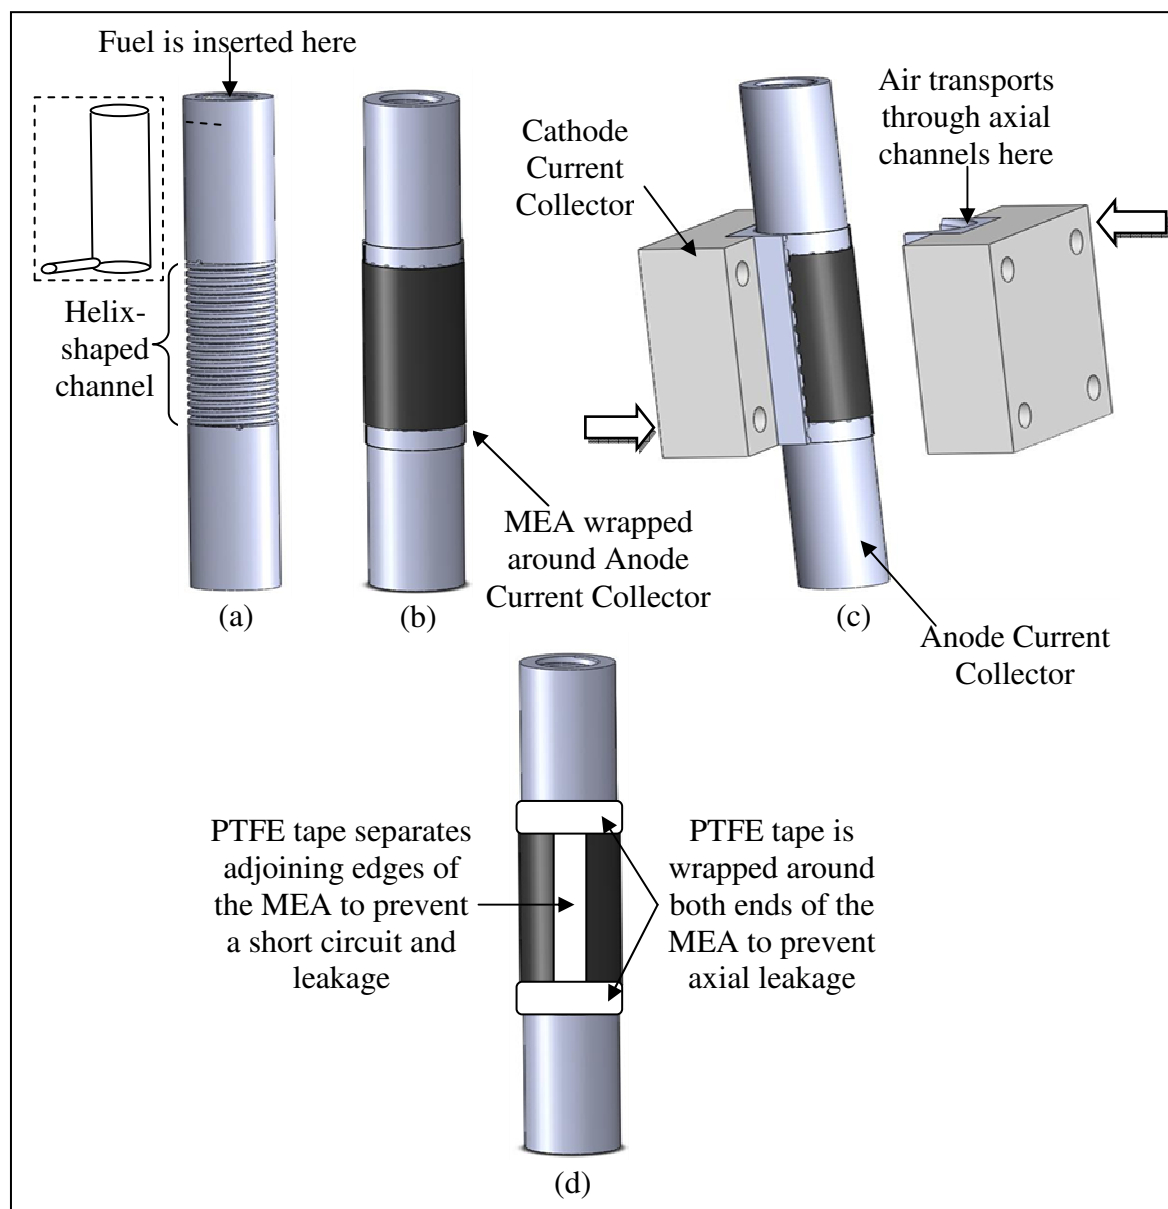 Fuel is inserted here
Helix-
shaped
channel
(a)
(b)
MEA wrapped
around Anode
Current Collector
Cathode
Current
Collector
Air transports
through axial
channels here
(c)
Anode Current
Collector
PTFE tape separates
adjoining edges of
the MEA to prevent
a short circuit and
leakage
PTFE tape is
wrapped around
both ends of the
MEA to prevent
axial leakage
(d)